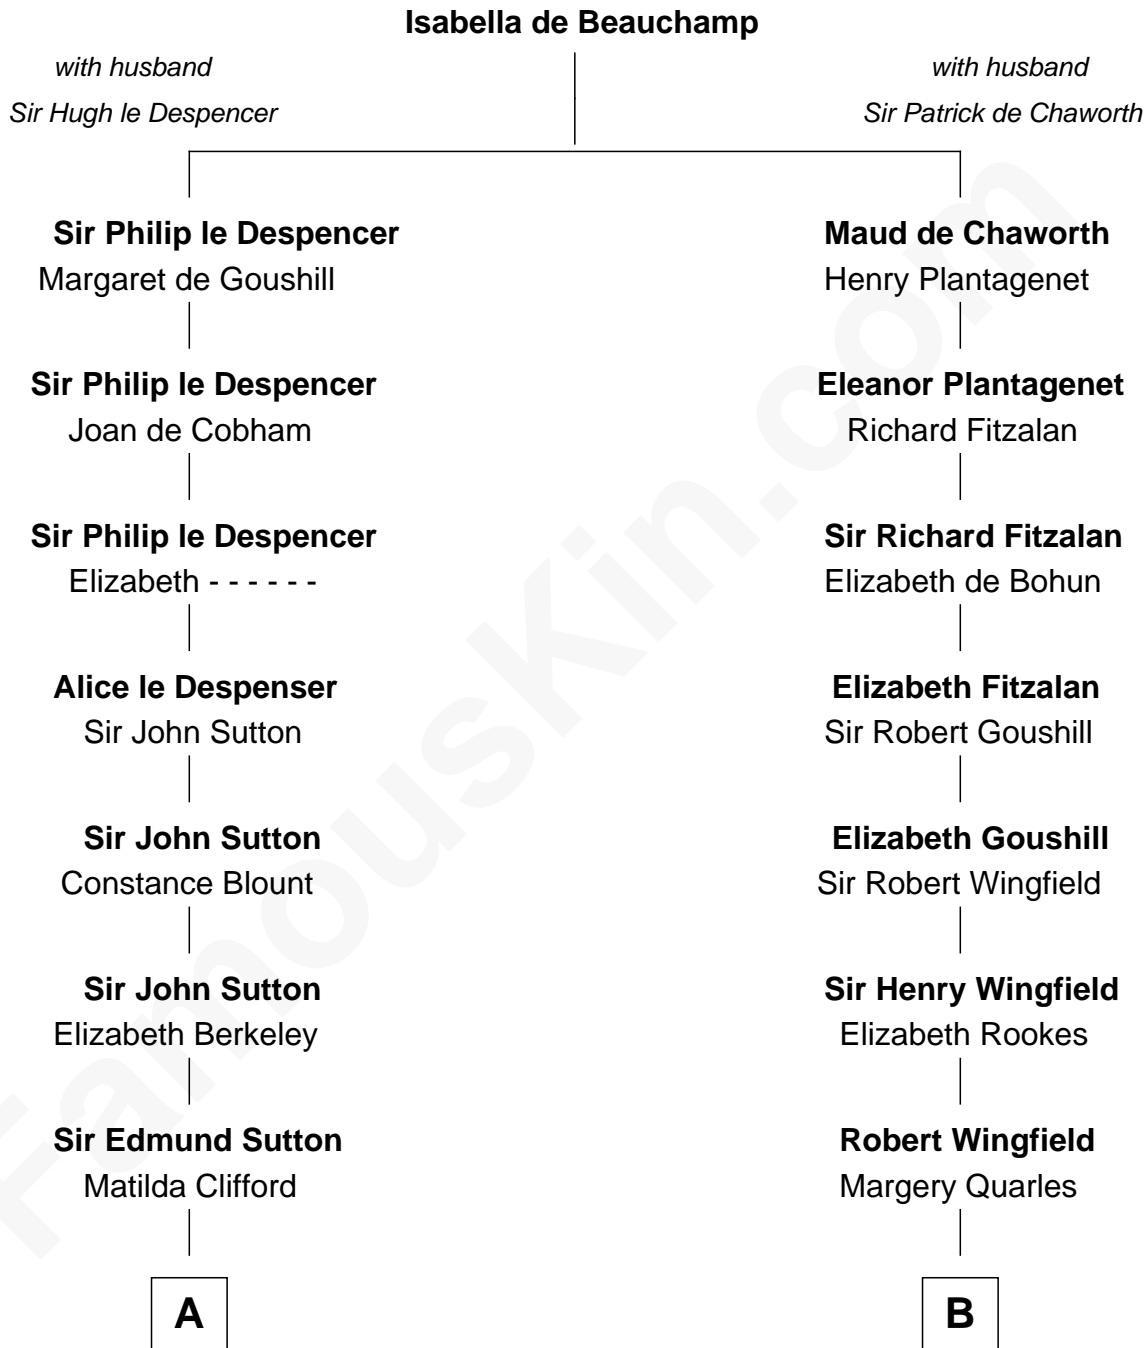 Isabella de Beauchamp
with husband
Sir Hugh le Despencer
with husband
Sir Patrick de Chaworth
Sir Philip le Despencer
Margaret de Goushill
Maud de Chaworth
Henry Plantagenet
Sir Philip le Despencer
Joan de Cobham
Eleanor Plantagenet
Richard Fitzalan
Sir Philip le Despencer
Elizabeth - - - - - -
Sir Richard Fitzalan
Elizabeth de Bohun
Alice le Despenser
Sir John Sutton
Elizabeth Fitzalan
Sir Robert Goushill
Sir John Sutton
Constance Blount
Elizabeth Goushill
Sir Robert Wingfield
Sir John Sutton
Elizabeth Berkeley
Sir Henry Wingfield
Elizabeth Rookes
Sir Edmund Sutton
Matilda Clifford
Robert Wingfield
Margery Quarles
A
B
FamousKin.com